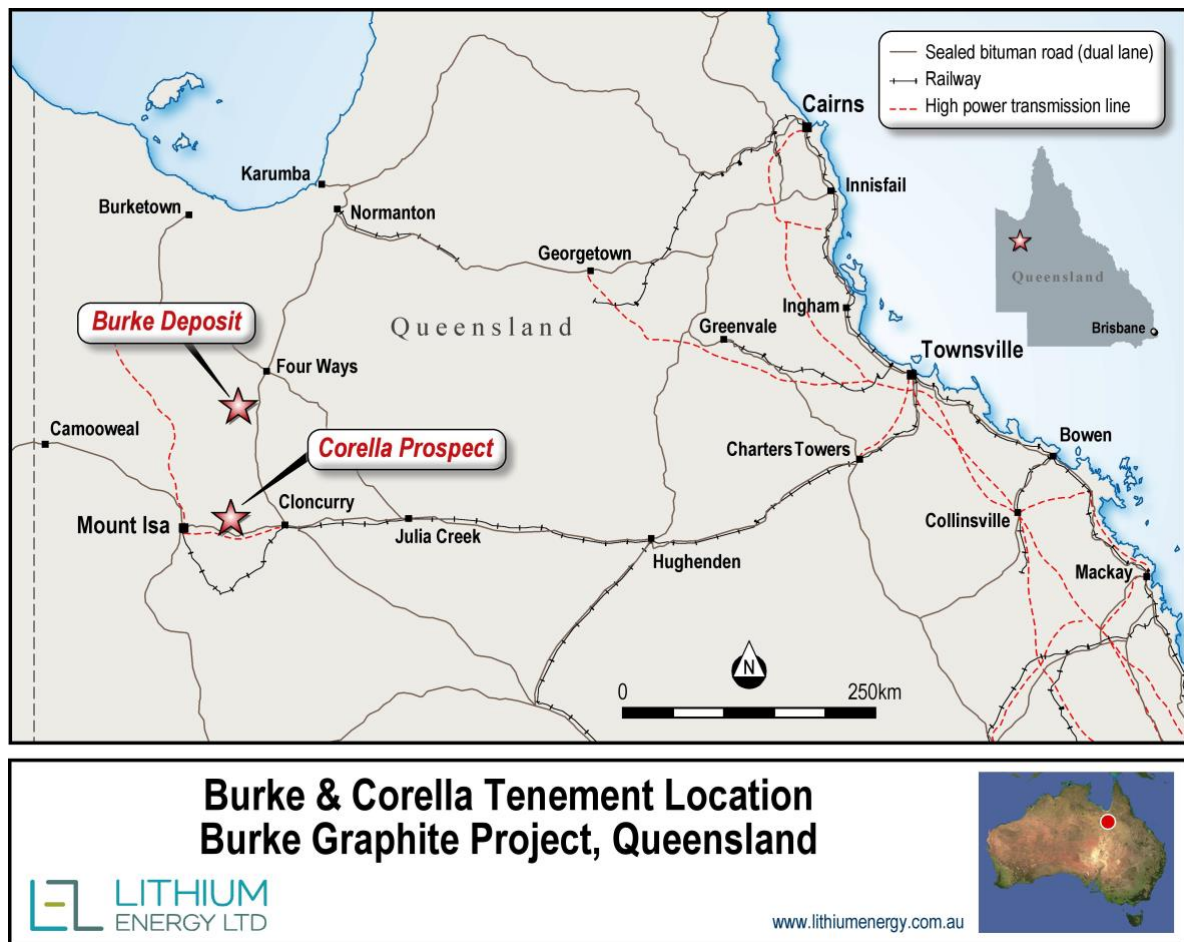 Sealed bituman road (dual lane)
Railway
High power transmission line
Cairns
Karumba
Innisfail
Burketown
Normanton
Georgetown
Queensland
Ingham
Brisbane
Burke Deposit
Queensland
Greenvale
Townsville
Four Ways
Camooweal
Corella Prospect
Charters Towers
Bowen
Mount Isa
Cloncurry
Julia Creek
Collinsville
Hughenden
Mackay
N
0 250km
Burke & Corella Tenement Location
Burke Graphite Project, Queensland
LITHIUM
ENERGY LTD
www.lithiumenergy.com.au